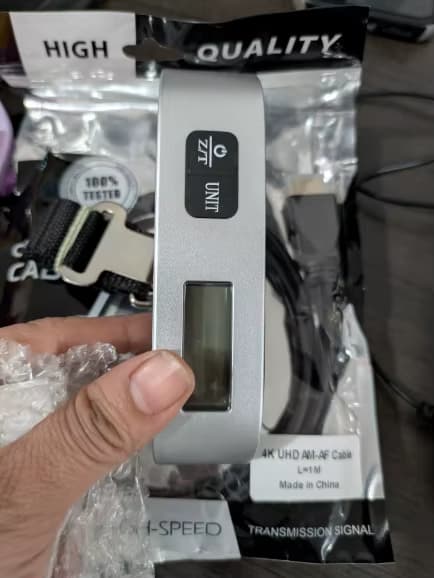 HIGH
QUALITY
Z/T
UNIT
100%
TESTED
4K UHD AM-AF Cable
L=1M
Made in China
H-SPEED
TRANSMISSION SIGNAL